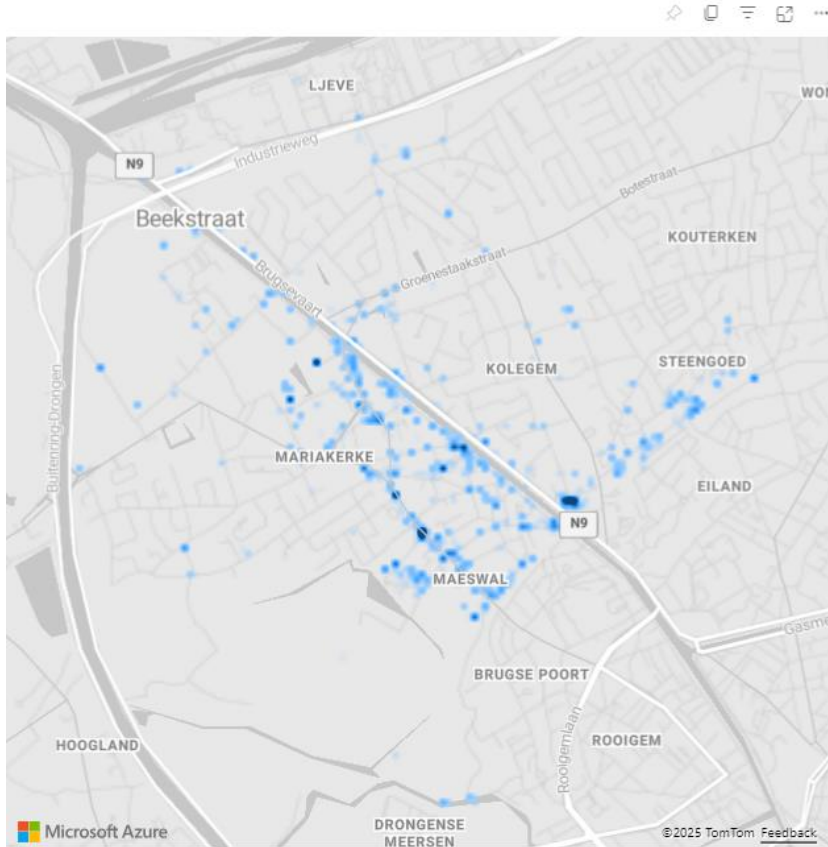 LJEVE
WO
N9
Industrieweg
Botestraat
Beekstraat
KOUTERKEN
Groenestaakstraat
Brugsevaart
KOLEGEM
STEENGOED
Buitenring-Drongen
MARIAKERKE
EILAND
N9
MAESWAL
Gasme
BRUGSE POORT
Rooigemlaan
HOOGLAND
ROOIGEM
DRONGENSE
MEERSEN
Microsoft Azure
©2025 TomTom Feedback